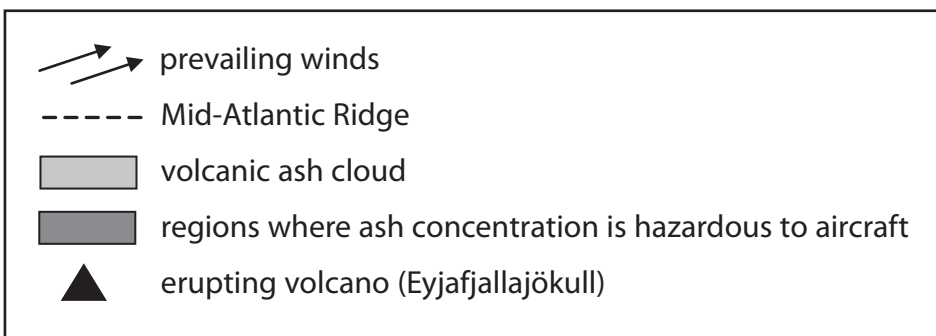 prevailing winds
Mid-Atlantic Ridge
volcanic ash cloud
regions where ash concentration is hazardous to aircraft
erupting volcano (Eyjafjallajökull)